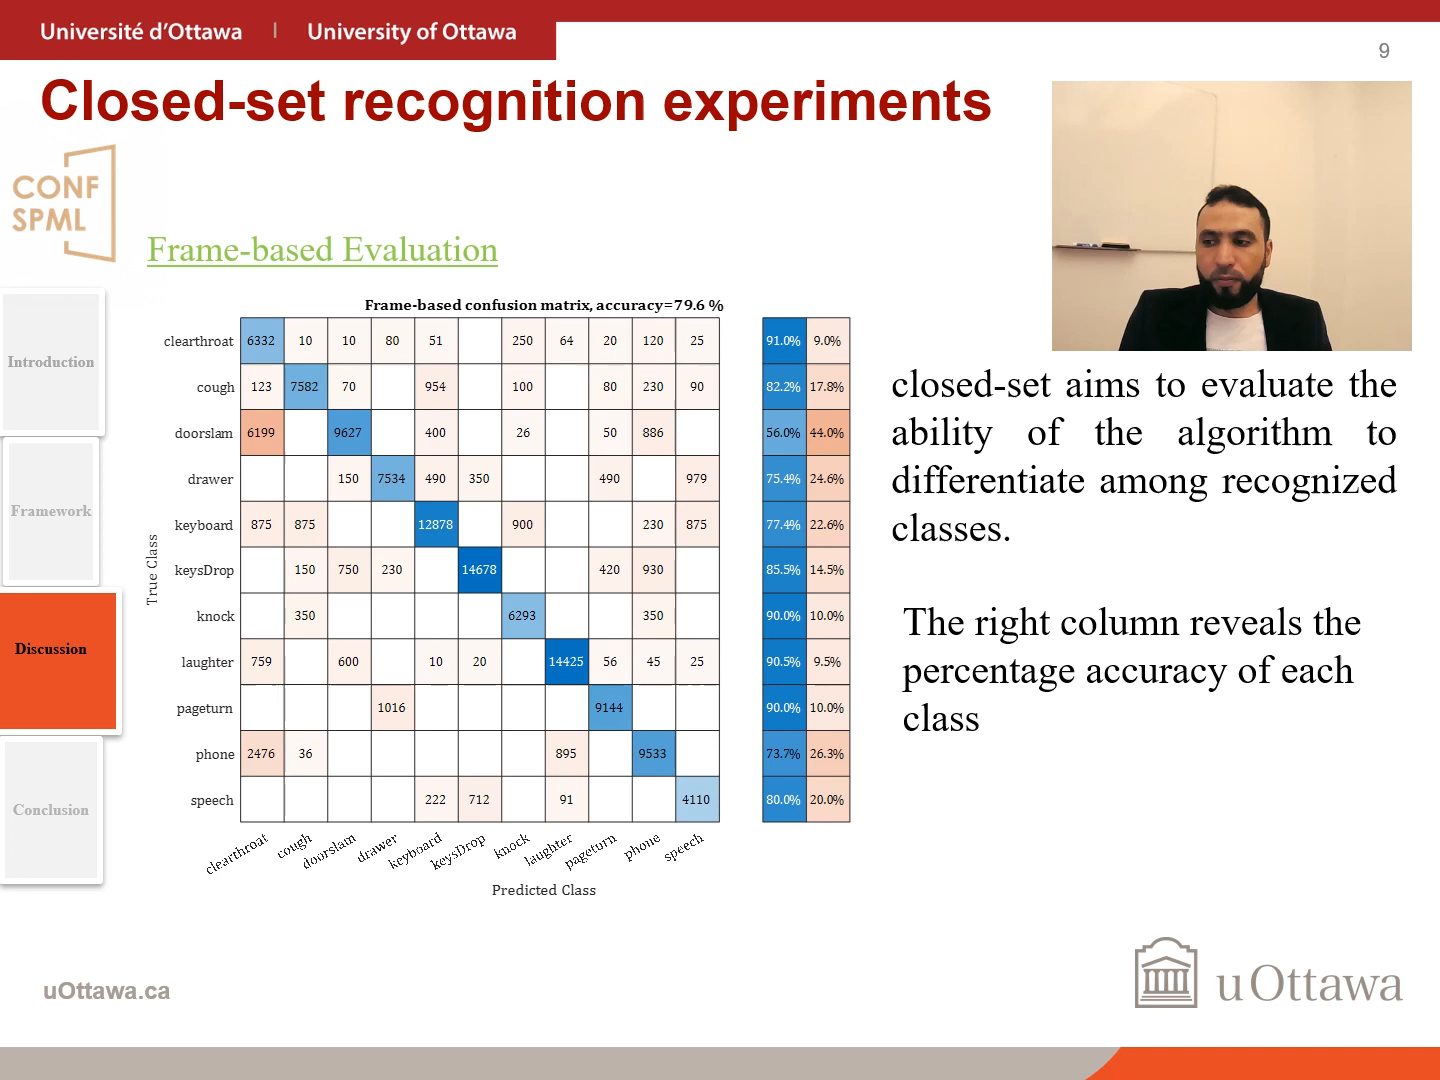 Université d'Ottawa | University of Ottawa
9
Closed-set recognition experiments
CONF
SPML
Frame-based Evaluation
Introduction
Framework
Discussion
Conclusion
Frame-based confusion matrix, accuracy=79.6 %
True Class
clearthroat 6332 10 10 80 51 250 64 20 120 25 91.0% 9.0%
cough 123 7582 70 954 100 80 230 90 82.2% 17.8%
doorslam 6199 9627 400 26 50 886 56.0% 44.0%
drawer 150 7534 490 350 490 979 75.4% 24.6%
keyboard 875 875 12878 900 230 875 77.4% 22.6%
keysDrop 150 750 230 14678 420 930 85.5% 14.5%
knock 350 6293 350 90.0% 10.0%
laughter 759 600 10 20 14425 56 45 25 90.5% 9.5%
pageturn 1016 9144 90.0% 10.0%
phone 2476 36 895 9533 73.7% 26.3%
speech 222 712 91 4110 80.0% 20.0%
clearthroat cough doorslam drawer keyboard keysDrop knock laughter pageturn phone speech
Predicted Class
closed-set aims to evaluate the
ability of the algorithm to
differentiate among recognized
classes.
The right column reveals the
percentage accuracy of each
class
uOttawa.ca
uOttawa